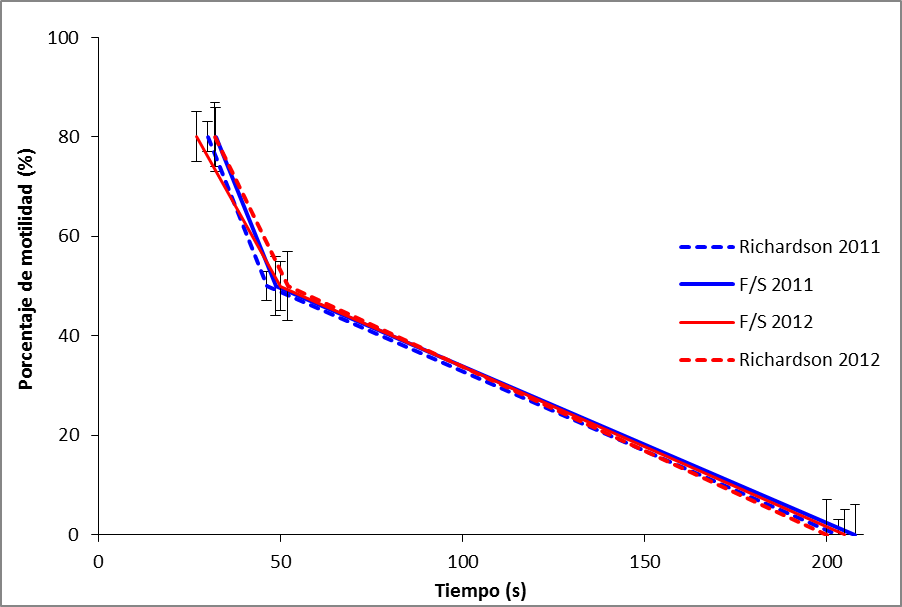 100
80
60
40
20
0
Porcentaje de motilidad (%)
0 50 100 150 200
Tiempo (s)
Richardson 2011
F/S 2011
F/S 2012
Richardson 2012